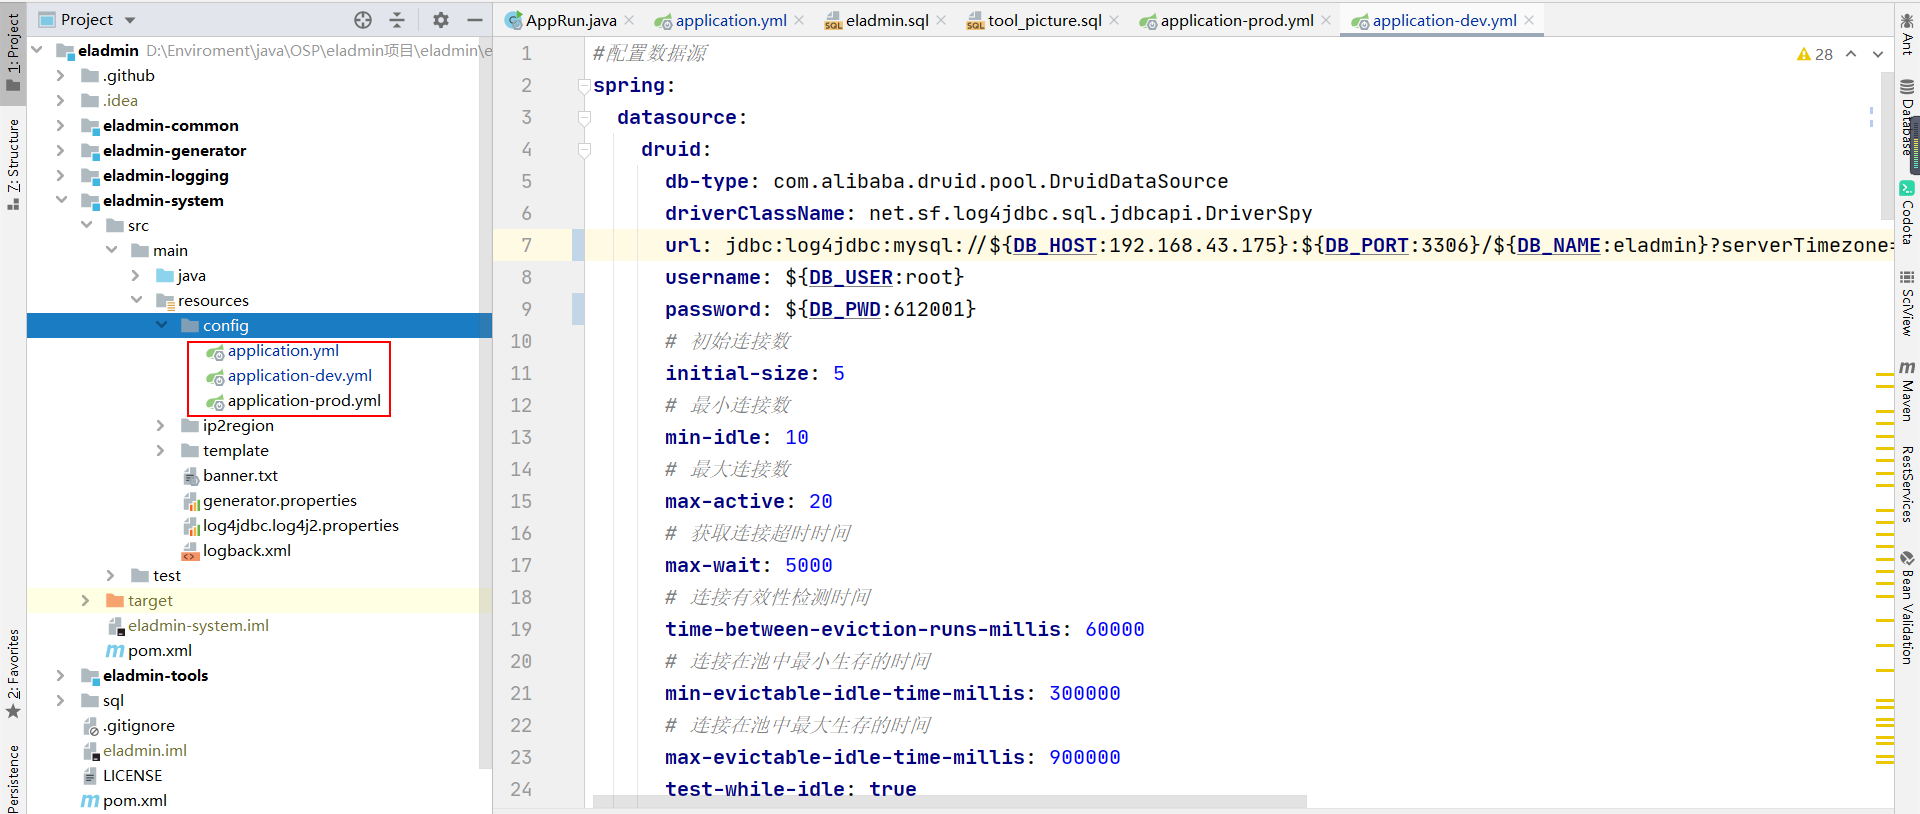 Project
AppRun.java
application.yml
eladmin.sql
tool_picture.sql
application-prod.yml
application-dev.yml
1: Project
7: Structure
2: Favorites
Persistence
eladmin D:\Enviroment\java\OSP\eladmin项目\eladmin\e
.github
.idea
eladmin-common
eladmin-generator
eladmin-logging
eladmin-system
src
main
java
resources
config
application.yml
application-dev.yml
application-prod.yml
ip2region
template
banner.txt
generator.properties
log4jdbc.log4j2.properties
logback.xml
test
target
eladmin-system.iml
pom.xml
eladmin-tools
sql
.gitignore
eladmin.iml
LICENSE
pom.xml
1 #配置数据源
2 spring:
3 datasource:
4 druid:
5 db-type: com.alibaba.druid.pool.DruidDataSource
6 driverClassName: net.sf.log4jdbc.sql.jdbcapi.DriverSpy
7 url: jdbc:log4jdbc:mysql://${DB_HOST:192.168.43.175}:${DB_PORT:3306}/${DB_NAME:eladmin}?serverTimezone=
8 username: ${DB_USER:root}
9 password: ${DB_PWD:612001}
10 # 初始连接数
11 initial-size: 5
12 # 最小连接数
13 min-idle: 10
14 # 最大连接数
15 max-active: 20
16 # 获取连接超时时间
17 max-wait: 5000
18 # 连接有效性检测时间
19 time-between-eviction-runs-millis: 60000
20 # 连接在池中最小生存的时间
21 min-evictable-idle-time-millis: 300000
22 # 连接在池中最大生存的时间
23 max-evictable-idle-time-millis: 900000
24 test-while-idle: true
28
Ant
Database
Codota
SciView
Maven
RestServices
Bean Validation